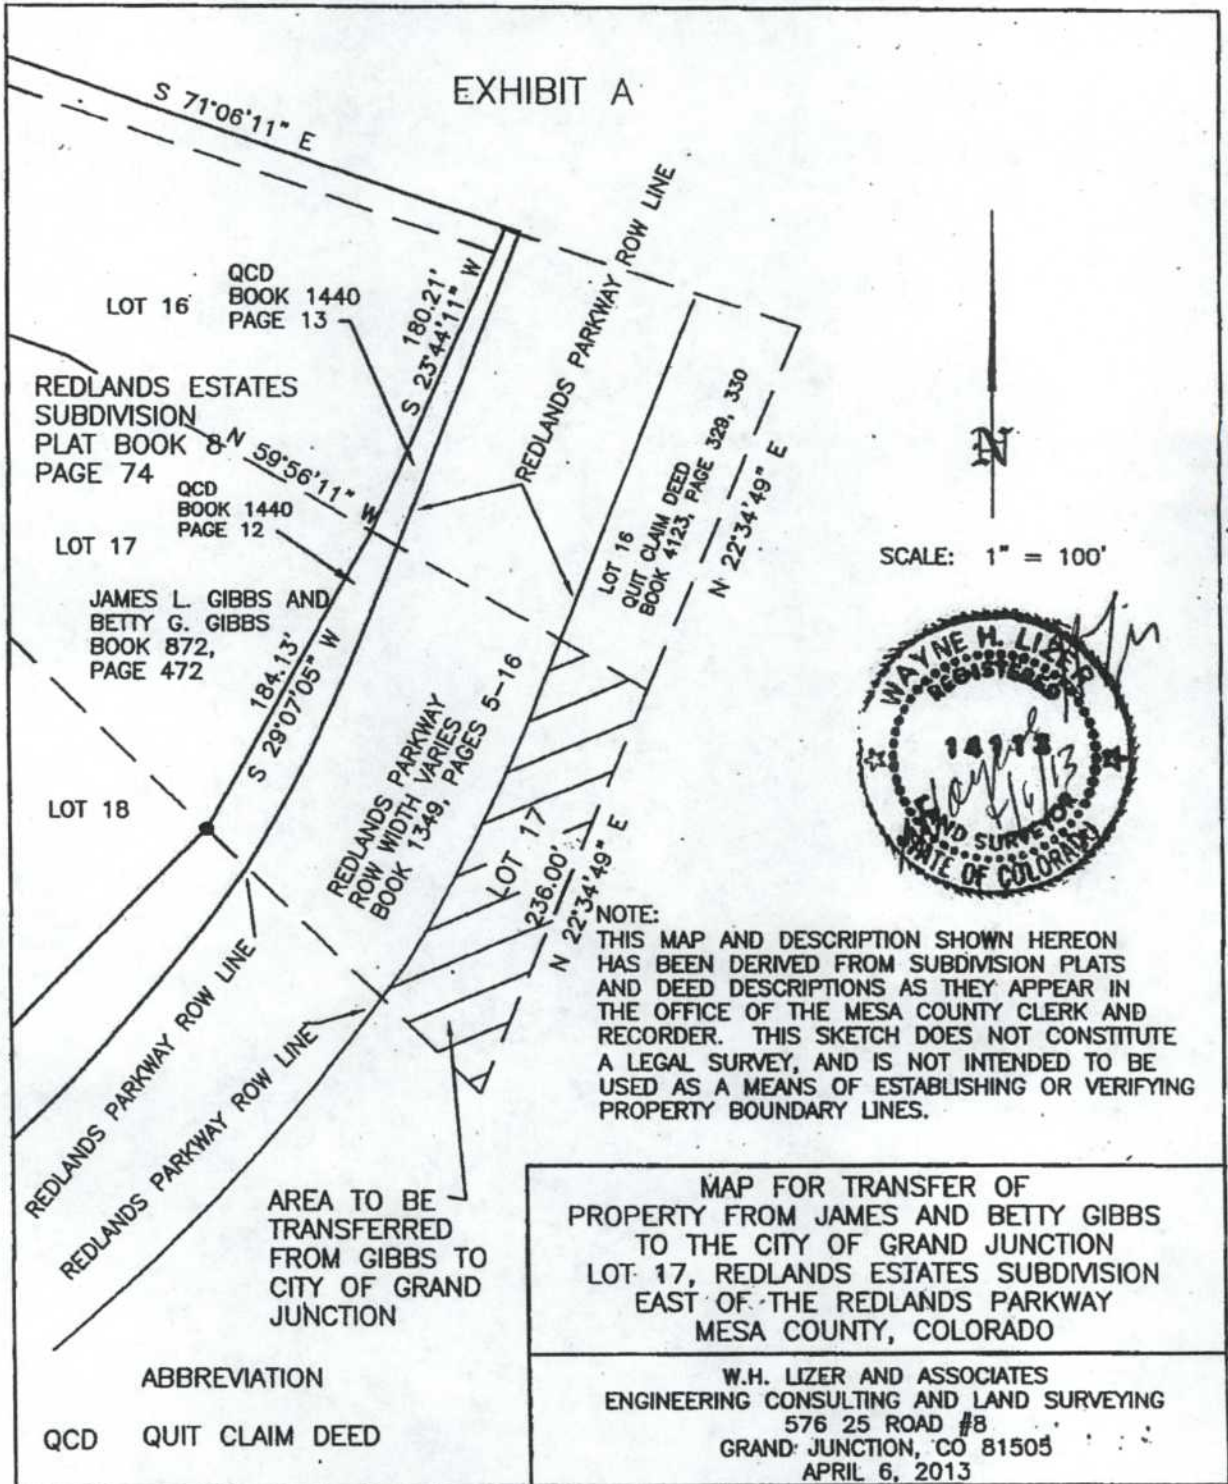 EXHIBIT A
S 71°06'11" E
REDLANDS PARKWAY ROW LINE
QCD
BOOK 1440
PAGE 13
LOT 16
180.21'
S 23°44'11" W
REDLANDS ESTATES
SUBDIVISION
PLAT BOOK 8
PAGE 74
N 59°56'11" W
QCD
BOOK 1440
PAGE 12
LOT 17
JAMES L. GIBBS AND
BETTY G. GIBBS
BOOK 872,
PAGE 472
184.13'
S 29°07'05" W
LOT 18
LOT 16
QUIT CLAIM DEED
BOOK 4123, PAGE 329, 330
N 22°34'49" E
N
SCALE: 1" = 100'
WAYNE H. LIZER
REGISTERED
14113
4/6/13
LAND SURVEYOR
STATE OF COLORADO
REDLANDS PARKWAY
ROW WIDTH VARIES
BOOK 1349, PAGES 5-16
LOT 17
236.00'
N 22°34'49" E
NOTE:
THIS MAP AND DESCRIPTION SHOWN HEREON
HAS BEEN DERIVED FROM SUBDIVISION PLATS
AND DEED DESCRIPTIONS AS THEY APPEAR IN
THE OFFICE OF THE MESA COUNTY CLERK AND
RECORDER. THIS SKETCH DOES NOT CONSTITUTE
A LEGAL SURVEY, AND IS NOT INTENDED TO BE
USED AS A MEANS OF ESTABLISHING OR VERIFYING
PROPERTY BOUNDARY LINES.
REDLANDS PARKWAY ROW LINE
REDLANDS PARKWAY ROW LINE
AREA TO BE
TRANSFERRED
FROM GIBBS TO
CITY OF GRAND
JUNCTION
MAP FOR TRANSFER OF
PROPERTY FROM JAMES AND BETTY GIBBS
TO THE CITY OF GRAND JUNCTION
LOT 17, REDLANDS ESTATES SUBDIVISION
EAST OF THE REDLANDS PARKWAY
MESA COUNTY, COLORADO
ABBREVIATION
QCD QUIT CLAIM DEED
W.H. LIZER AND ASSOCIATES
ENGINEERING CONSULTING AND LAND SURVEYING
576 25 ROAD #8
GRAND JUNCTION, CO 81505
APRIL 6, 2013